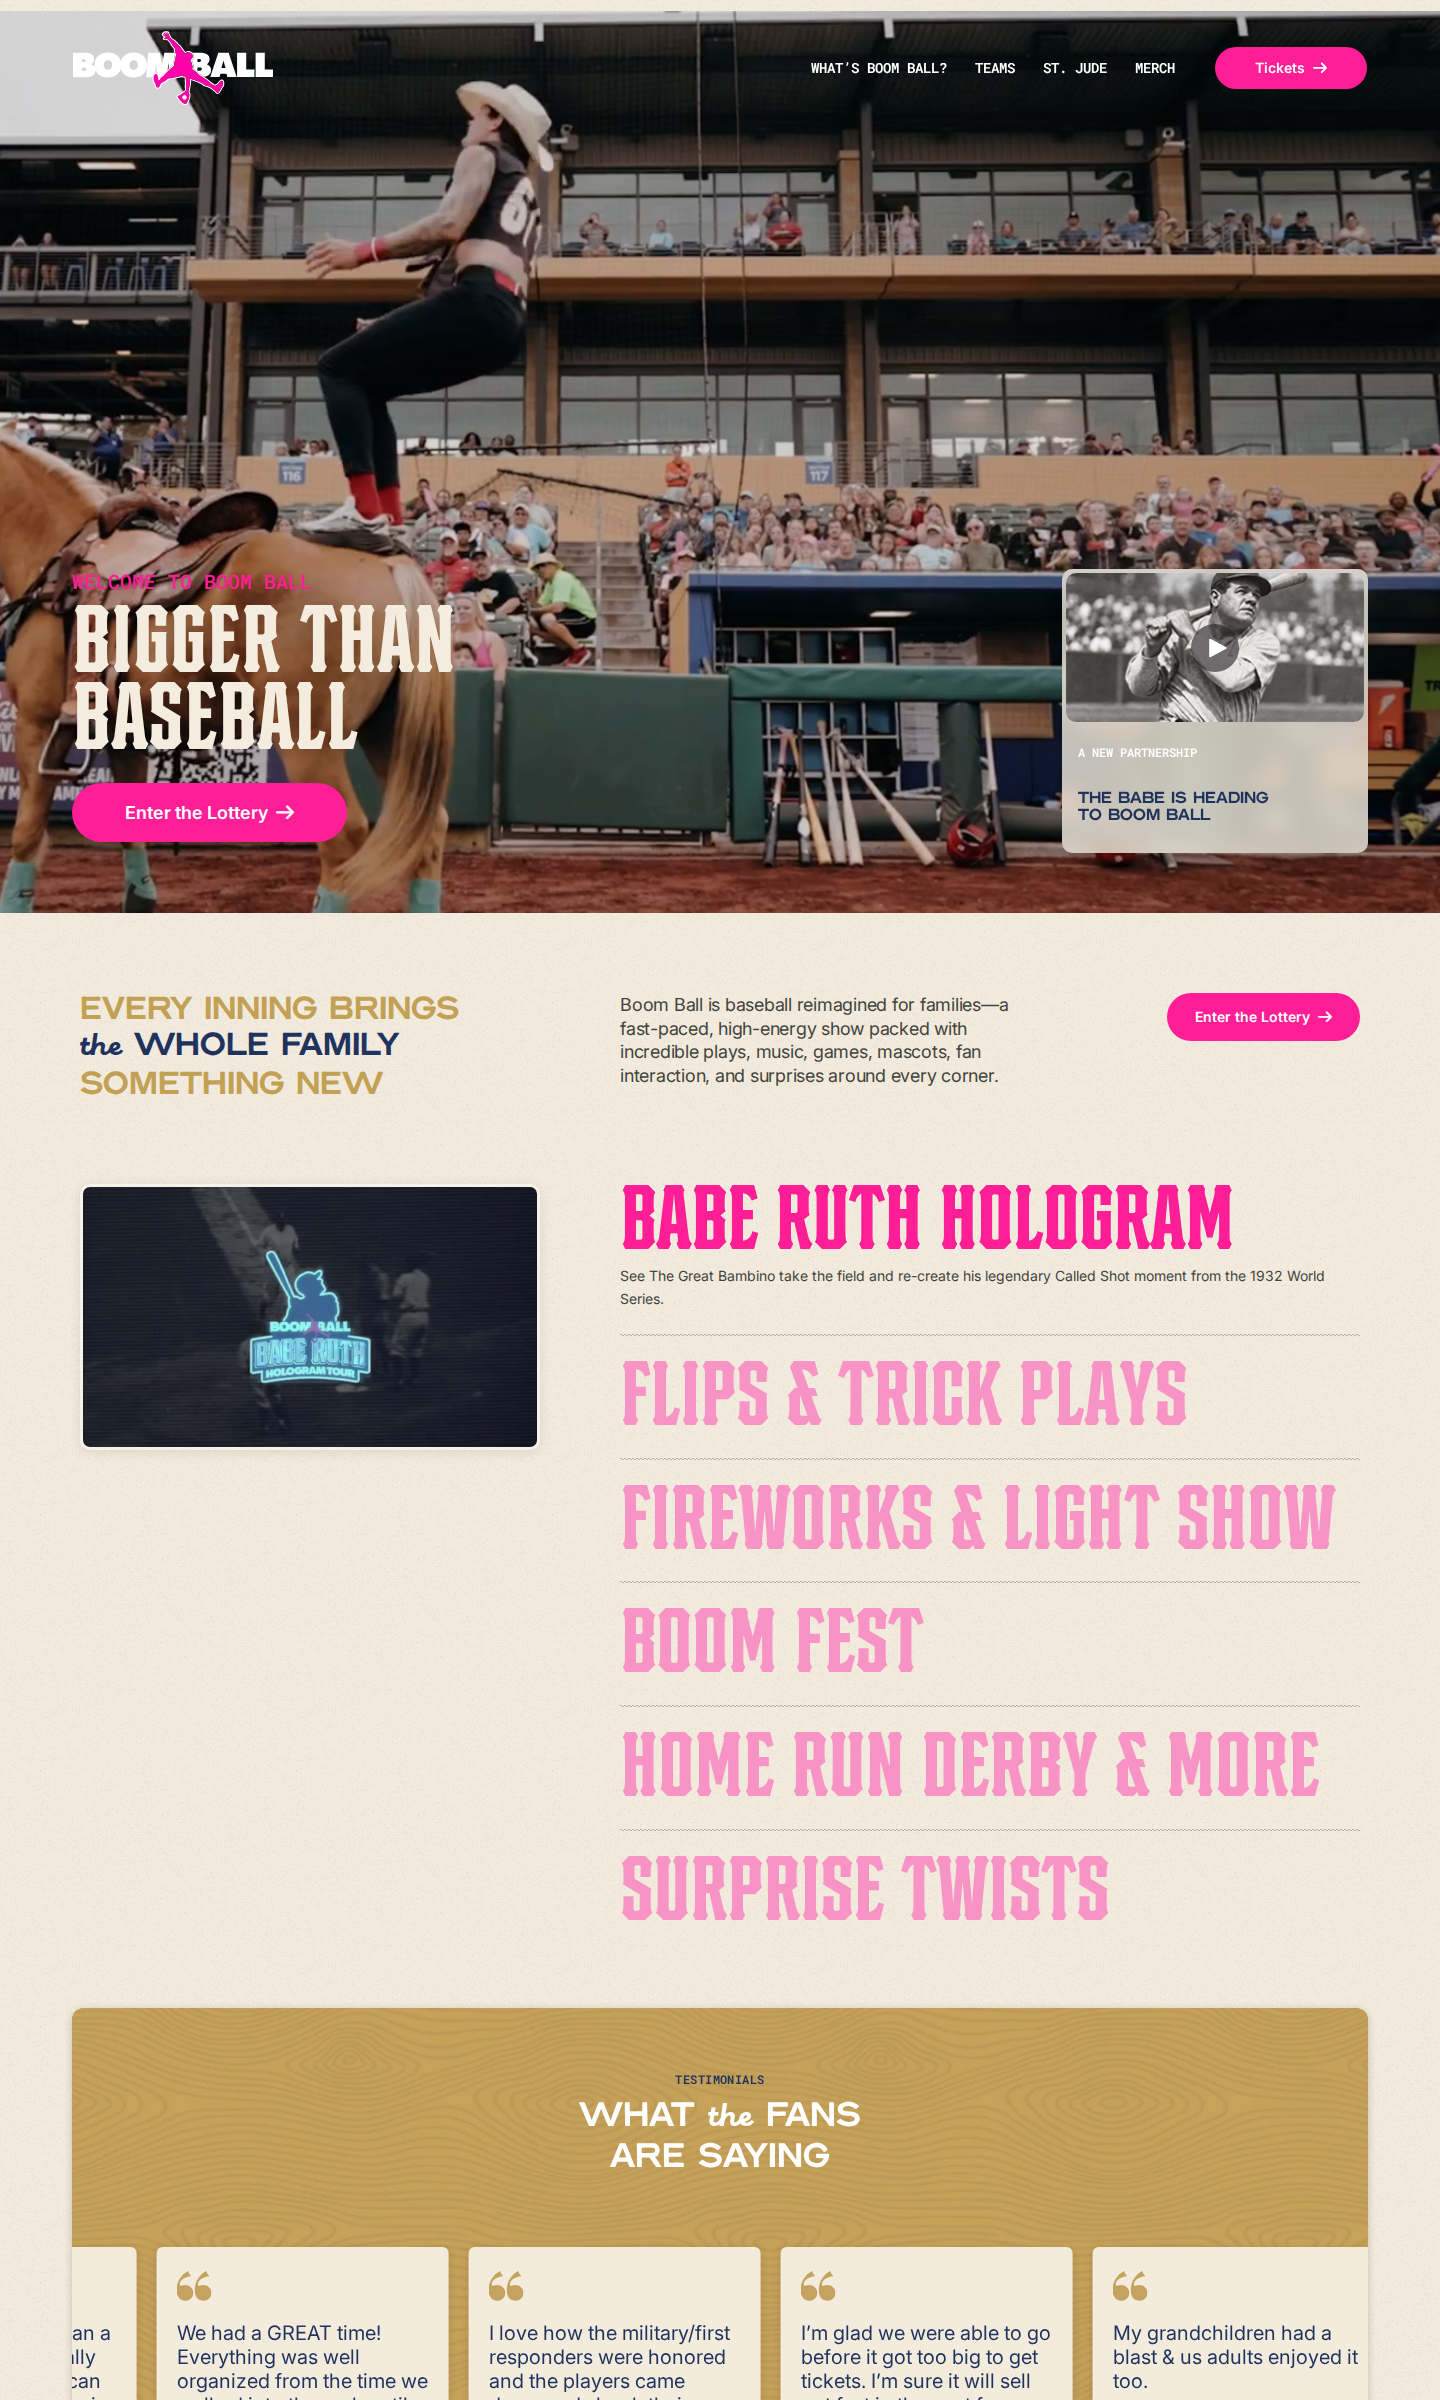 BOOM BALL
WHAT'S BOOM BALL?
TEAMS
ST. JUDE
MERCH
Tickets →
116
117
WELCOME TO BOOM BALL
BIGGER THAN
BASEBALL
Enter the Lottery →
A NEW PARTNERSHIP
THE BABE IS HEADING
TO BOOM BALL
EVERY INNING BRINGS
the WHOLE FAMILY
SOMETHING NEW
Boom Ball is baseball reimagined for families—a
fast-paced, high-energy show packed with
incredible plays, music, games, mascots, fan
interaction, and surprises around every corner.
Enter the Lottery →
BOOM BALL
BABE RUTH
HOLOGRAM TOUR
BABE RUTH HOLOGRAM
See The Great Bambino take the field and re-create his legendary Called Shot moment from the 1932 World
Series.
FLIPS & TRICK PLAYS
FIREWORKS & LIGHT SHOW
BOOM FEST
HOME RUN DERBY & MORE
SURPRISE TWISTS
TESTIMONIALS
WHAT the FANS
ARE SAYING
We had a GREAT time!
Everything was well
organized from the time we
I love how the military/first
responders were honored
and the players came
I'm glad we were able to go
before it got too big to get
tickets. I'm sure it will sell
My grandchildren had a
blast & us adults enjoyed it
too.